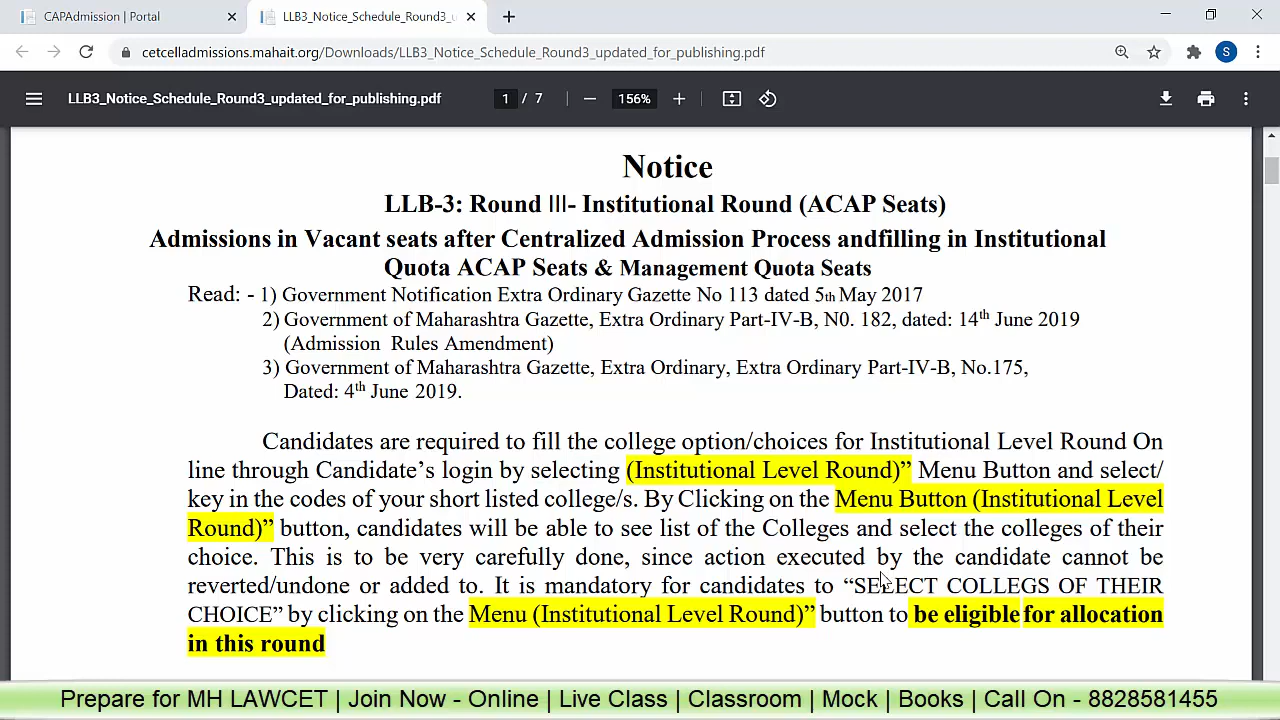 CAPAdmission | Portal
LLB3_Notice_Schedule_Round3_u
cetcelladmissions.mahait.org/Downloads/LLB3_Notice_Schedule_Round3_updated_for_publishing.pdf
S
LLB3_Notice_Schedule_Round3_updated_for_publishing.pdf
1 / 7
156%
Notice
LLB-3: Round III- Institutional Round (ACAP Seats)
Admissions in Vacant seats after Centralized Admission Process andfilling in Institutional
Quota ACAP Seats & Management Quota Seats
Read: - 1) Government Notification Extra Ordinary Gazette No 113 dated 5th May 2017
2) Government of Maharashtra Gazette, Extra Ordinary Part-IV-B, N0. 182, dated: 14th June 2019
(Admission Rules Amendment)
3) Government of Maharashtra Gazette, Extra Ordinary, Extra Ordinary Part-IV-B, No.175,
Dated: 4th June 2019.
Candidates are required to fill the college option/choices for Institutional Level Round On
line through Candidate’s login by selecting (Institutional Level Round)” Menu Button and select/
key in the codes of your short listed college/s. By Clicking on the Menu Button (Institutional Level
Round)” button, candidates will be able to see list of the Colleges and select the colleges of their
choice. This is to be very carefully done, since action executed by the candidate cannot be
reverted/undone or added to. It is mandatory for candidates to “SELECT COLLEGS OF THEIR
CHOICE” by clicking on the Menu (Institutional Level Round)” button to be eligible for allocation
in this round
Prepare for MH LAWCET | Join Now - Online | Live Class | Classroom | Mock | Books | Call On - 8828581455